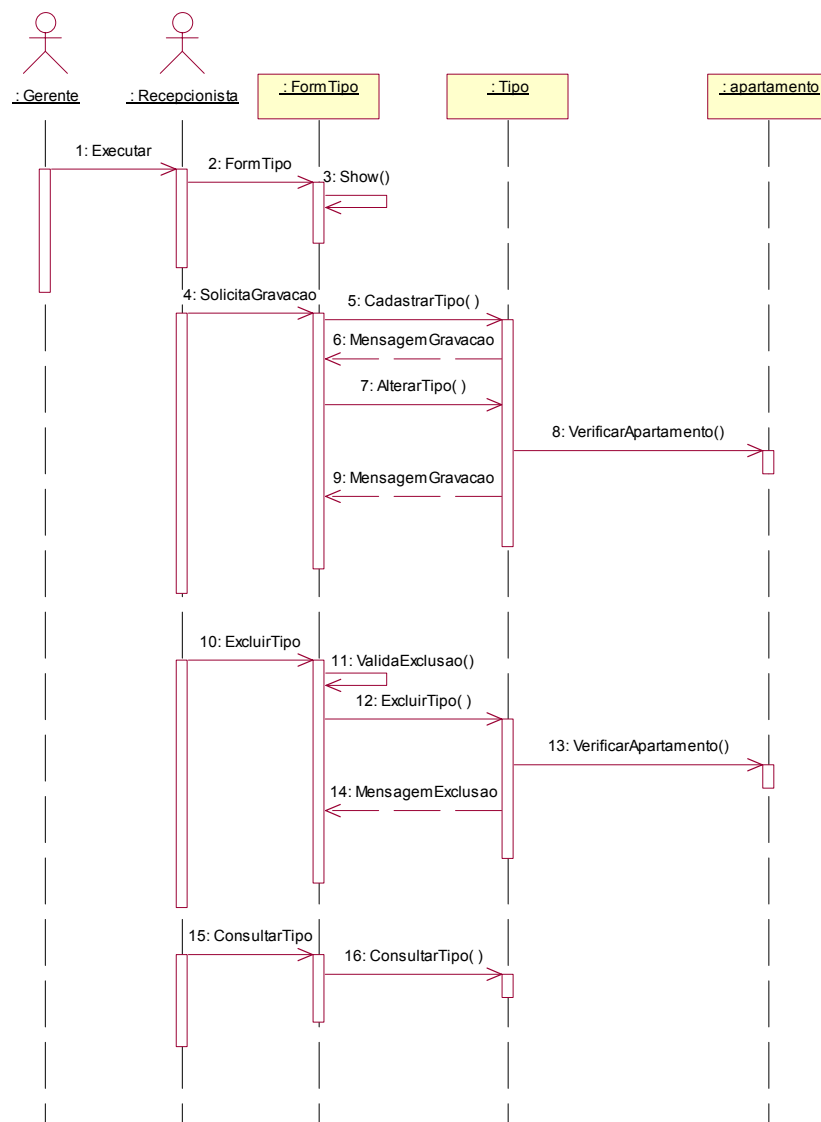 : Gerente
: Recepcionista
: FormTipo
: Tipo
: apartamento
1: Executar
2: FormTipo
3: Show()
4: SolicitaGravacao
5: CadastrarTipo( )
6: MensagemGravacao
7: AlterarTipo( )
8: VerificarApartamento()
9: MensagemGravacao
10: ExcluirTipo
11: ValidaExclusao()
12: ExcluirTipo( )
13: VerificarApartamento()
14: MensagemExclusao
15: ConsultarTipo
16: ConsultarTipo( )